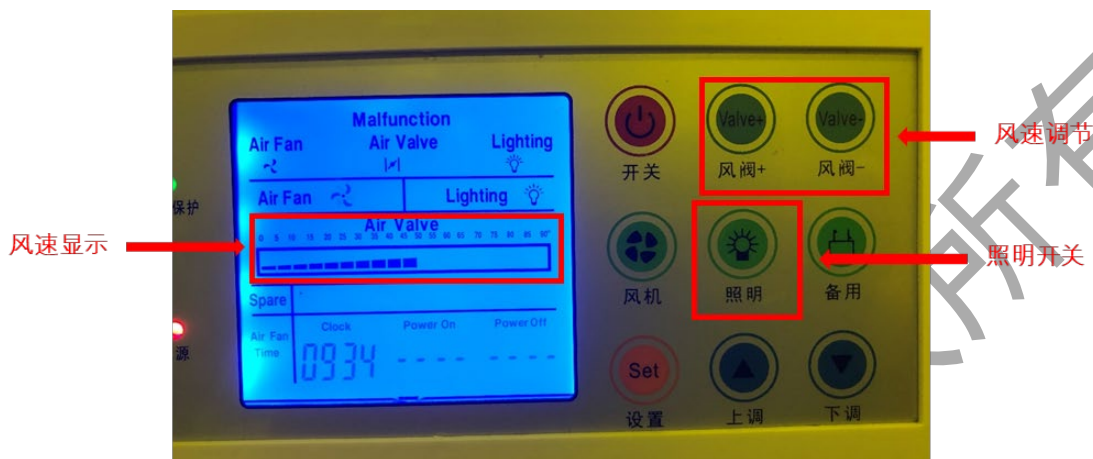 Malfunction
Air Fan Air Valve Lighting
Air Fan Lighting
Air Valve
0 5 10 15 20 25 30 35 40 45 50 55 60 65 70 75 80 85 90°
Spare
Air Fan Time
Clock Power On Power Off
0934 ---- ----
保护
源
开关
Valve+ Valve-
风阀+ 风阀-
风机 照明 备用
Set
设置 上调 下调
风速显示
风速调节
照明开关
所有